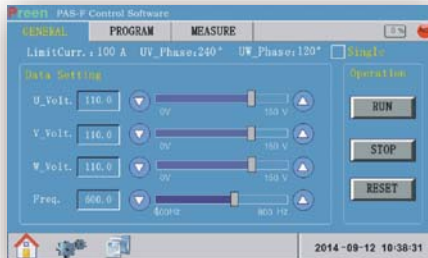 Preen PAS-F Control Software
GENERAL PROGRAM MEASURE 0 %
LimitCurr.:100 A UV_Phase:240° UW_Phase:120° Single
Data Setting Operation
U_Volt. 110.0
0V 150 V
RUN
V_Volt. 110.0
0V 150 V
STOP
W_Volt. 110.0
0V 150 V
RESET
Freq. 600.0
400HZ 800 HZ
2014-09-12 10:38:31